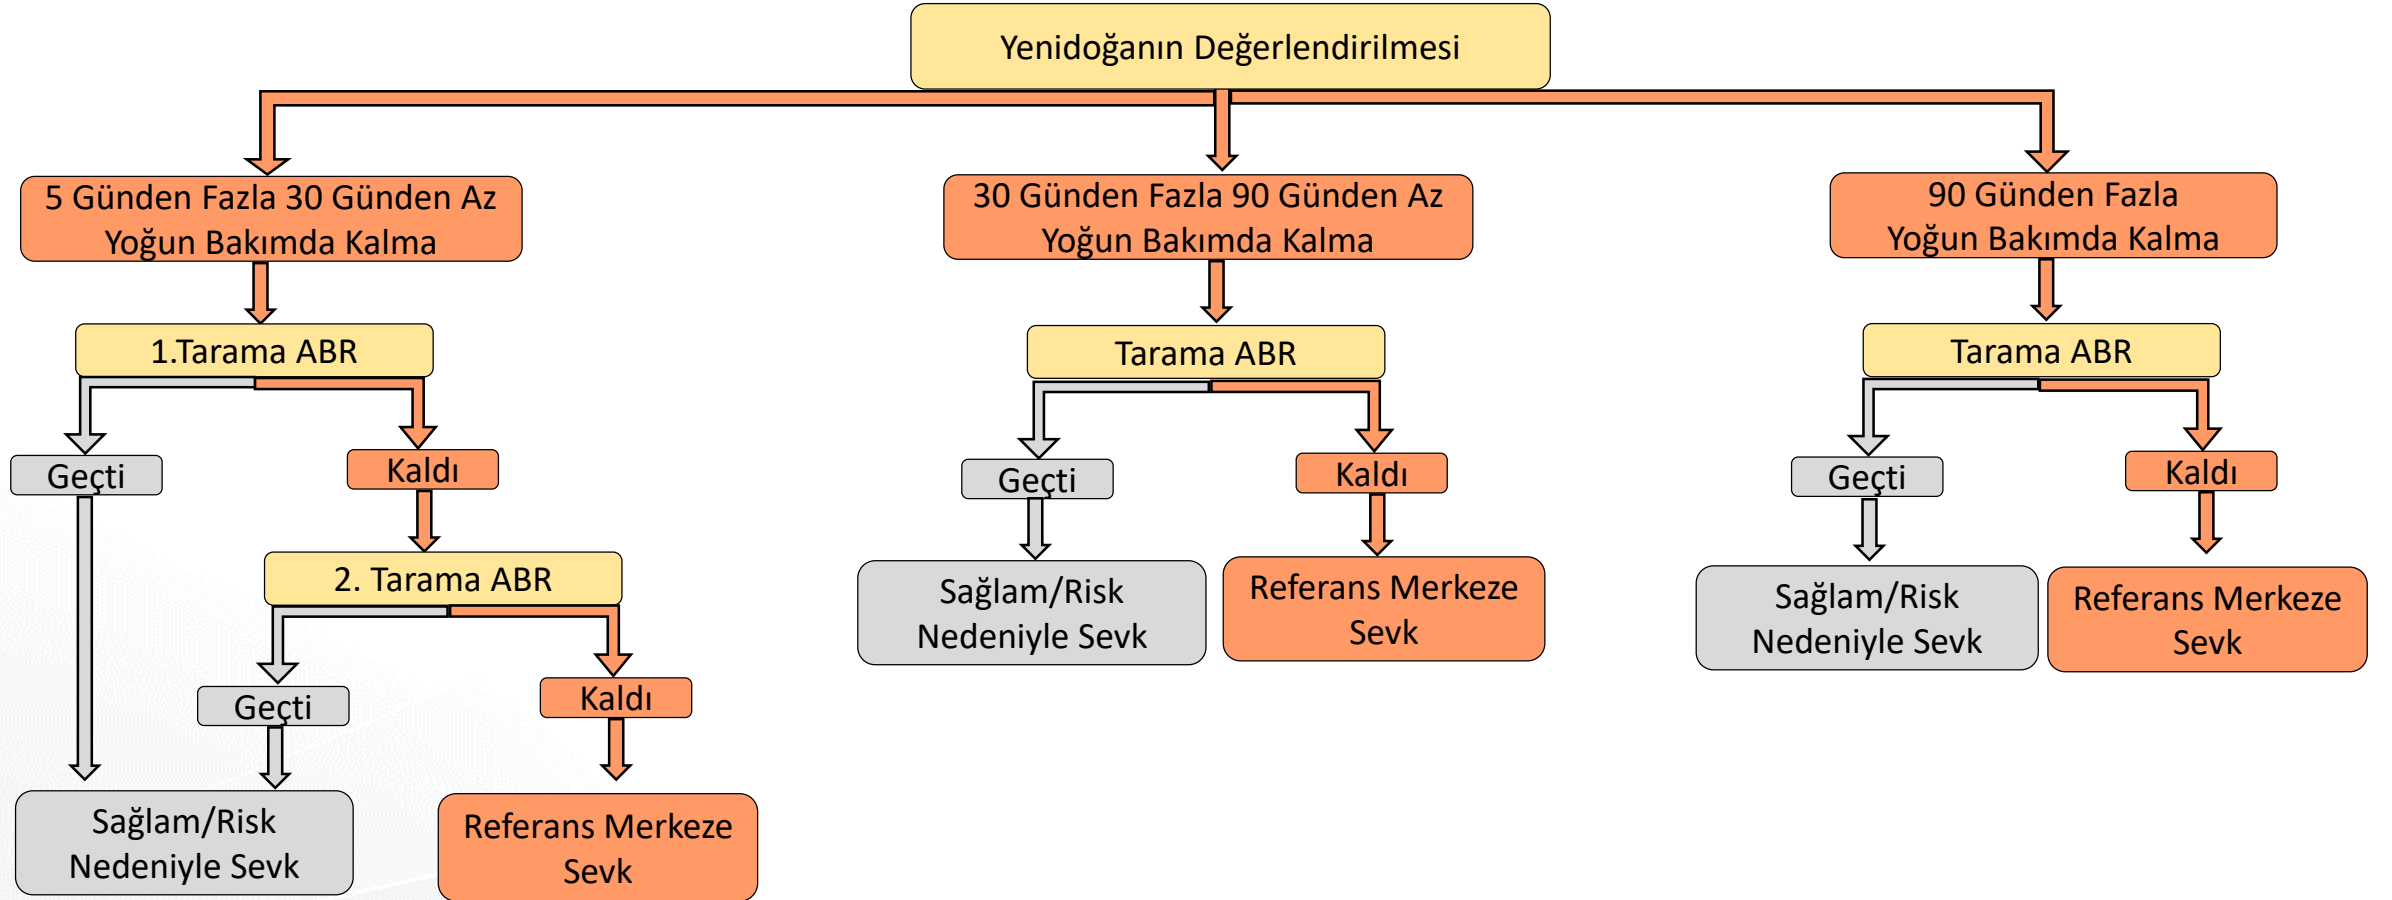 Yenidoğanın Değerlendirilmesi
5 Günden Fazla 30 Günden Az
Yoğun Bakımda Kalma
30 Günden Fazla 90 Günden Az
Yoğun Bakımda Kalma
90 Günden Fazla
Yoğun Bakımda Kalma
1.Tarama ABR
Tarama ABR
Tarama ABR
Geçti
Kaldı
Geçti
Kaldı
Geçti
Kaldı
2. Tarama ABR
Sağlam/Risk
Nedeniyle Sevk
Referans Merkeze
Sevk
Sağlam/Risk
Nedeniyle Sevk
Referans Merkeze
Sevk
Geçti
Kaldı
Sağlam/Risk
Nedeniyle Sevk
Referans Merkeze
Sevk